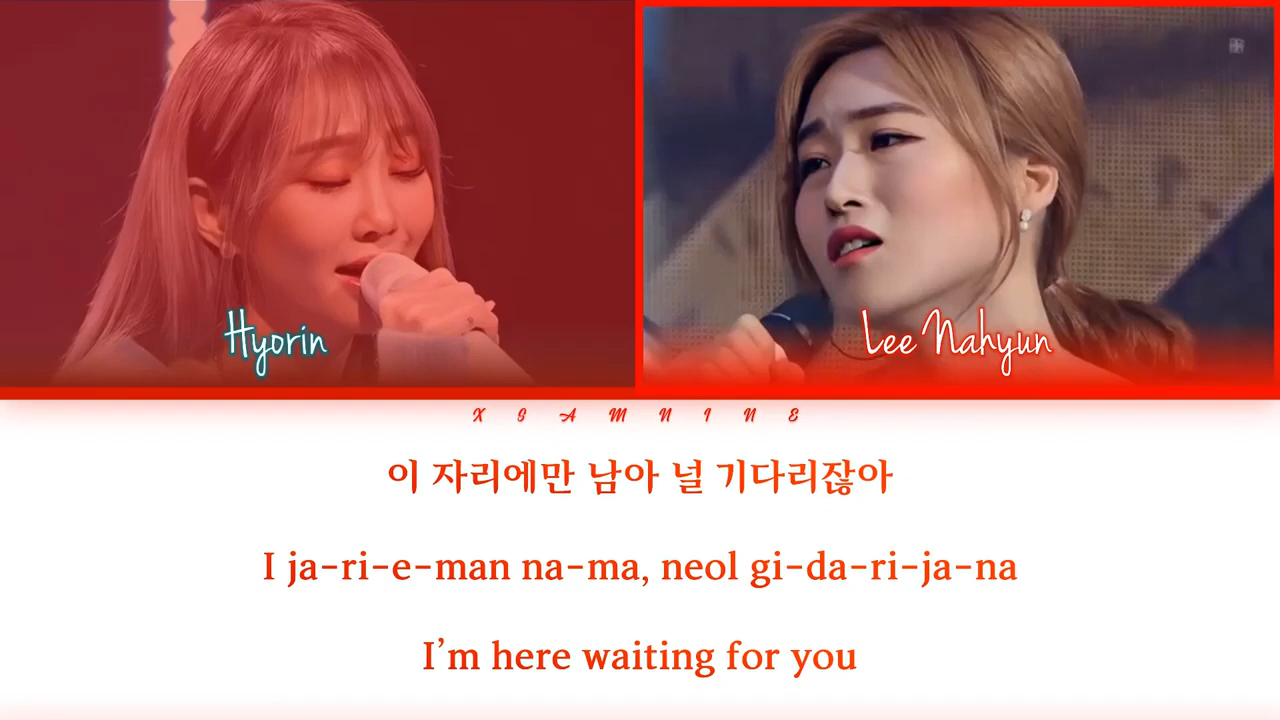 Hyorin
Lee Nahyun
X G A M N I N E
이 자리에만 남아 널 기다리잖아
I ja-ri-e-man na-ma, neol gi-da-ri-ja-na
I'm here waiting for you